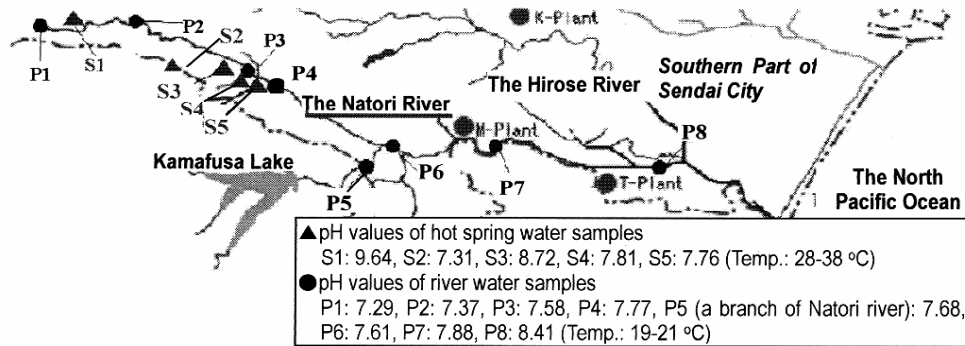 K-Plant
P2
S2
P3
P1
S1
P4
The Hirose River
Southern Part of
Sendai City
S3
S4
S5
The Natori River
M-Plant
P8
Kamafusa Lake
P6
P7
P5
T-Plant
The North
Pacific Ocean
pH values of hot spring water samples
S1: 9.64, S2: 7.31, S3: 8.72, S4: 7.81, S5: 7.76 (Temp.: 28-38 ºC)
pH values of river water samples
P1: 7.29, P2: 7.37, P3: 7.58, P4: 7.77, P5 (a branch of Natori river): 7.68,
P6: 7.61, P7: 7.88, P8: 8.41 (Temp.: 19-21 ºC)